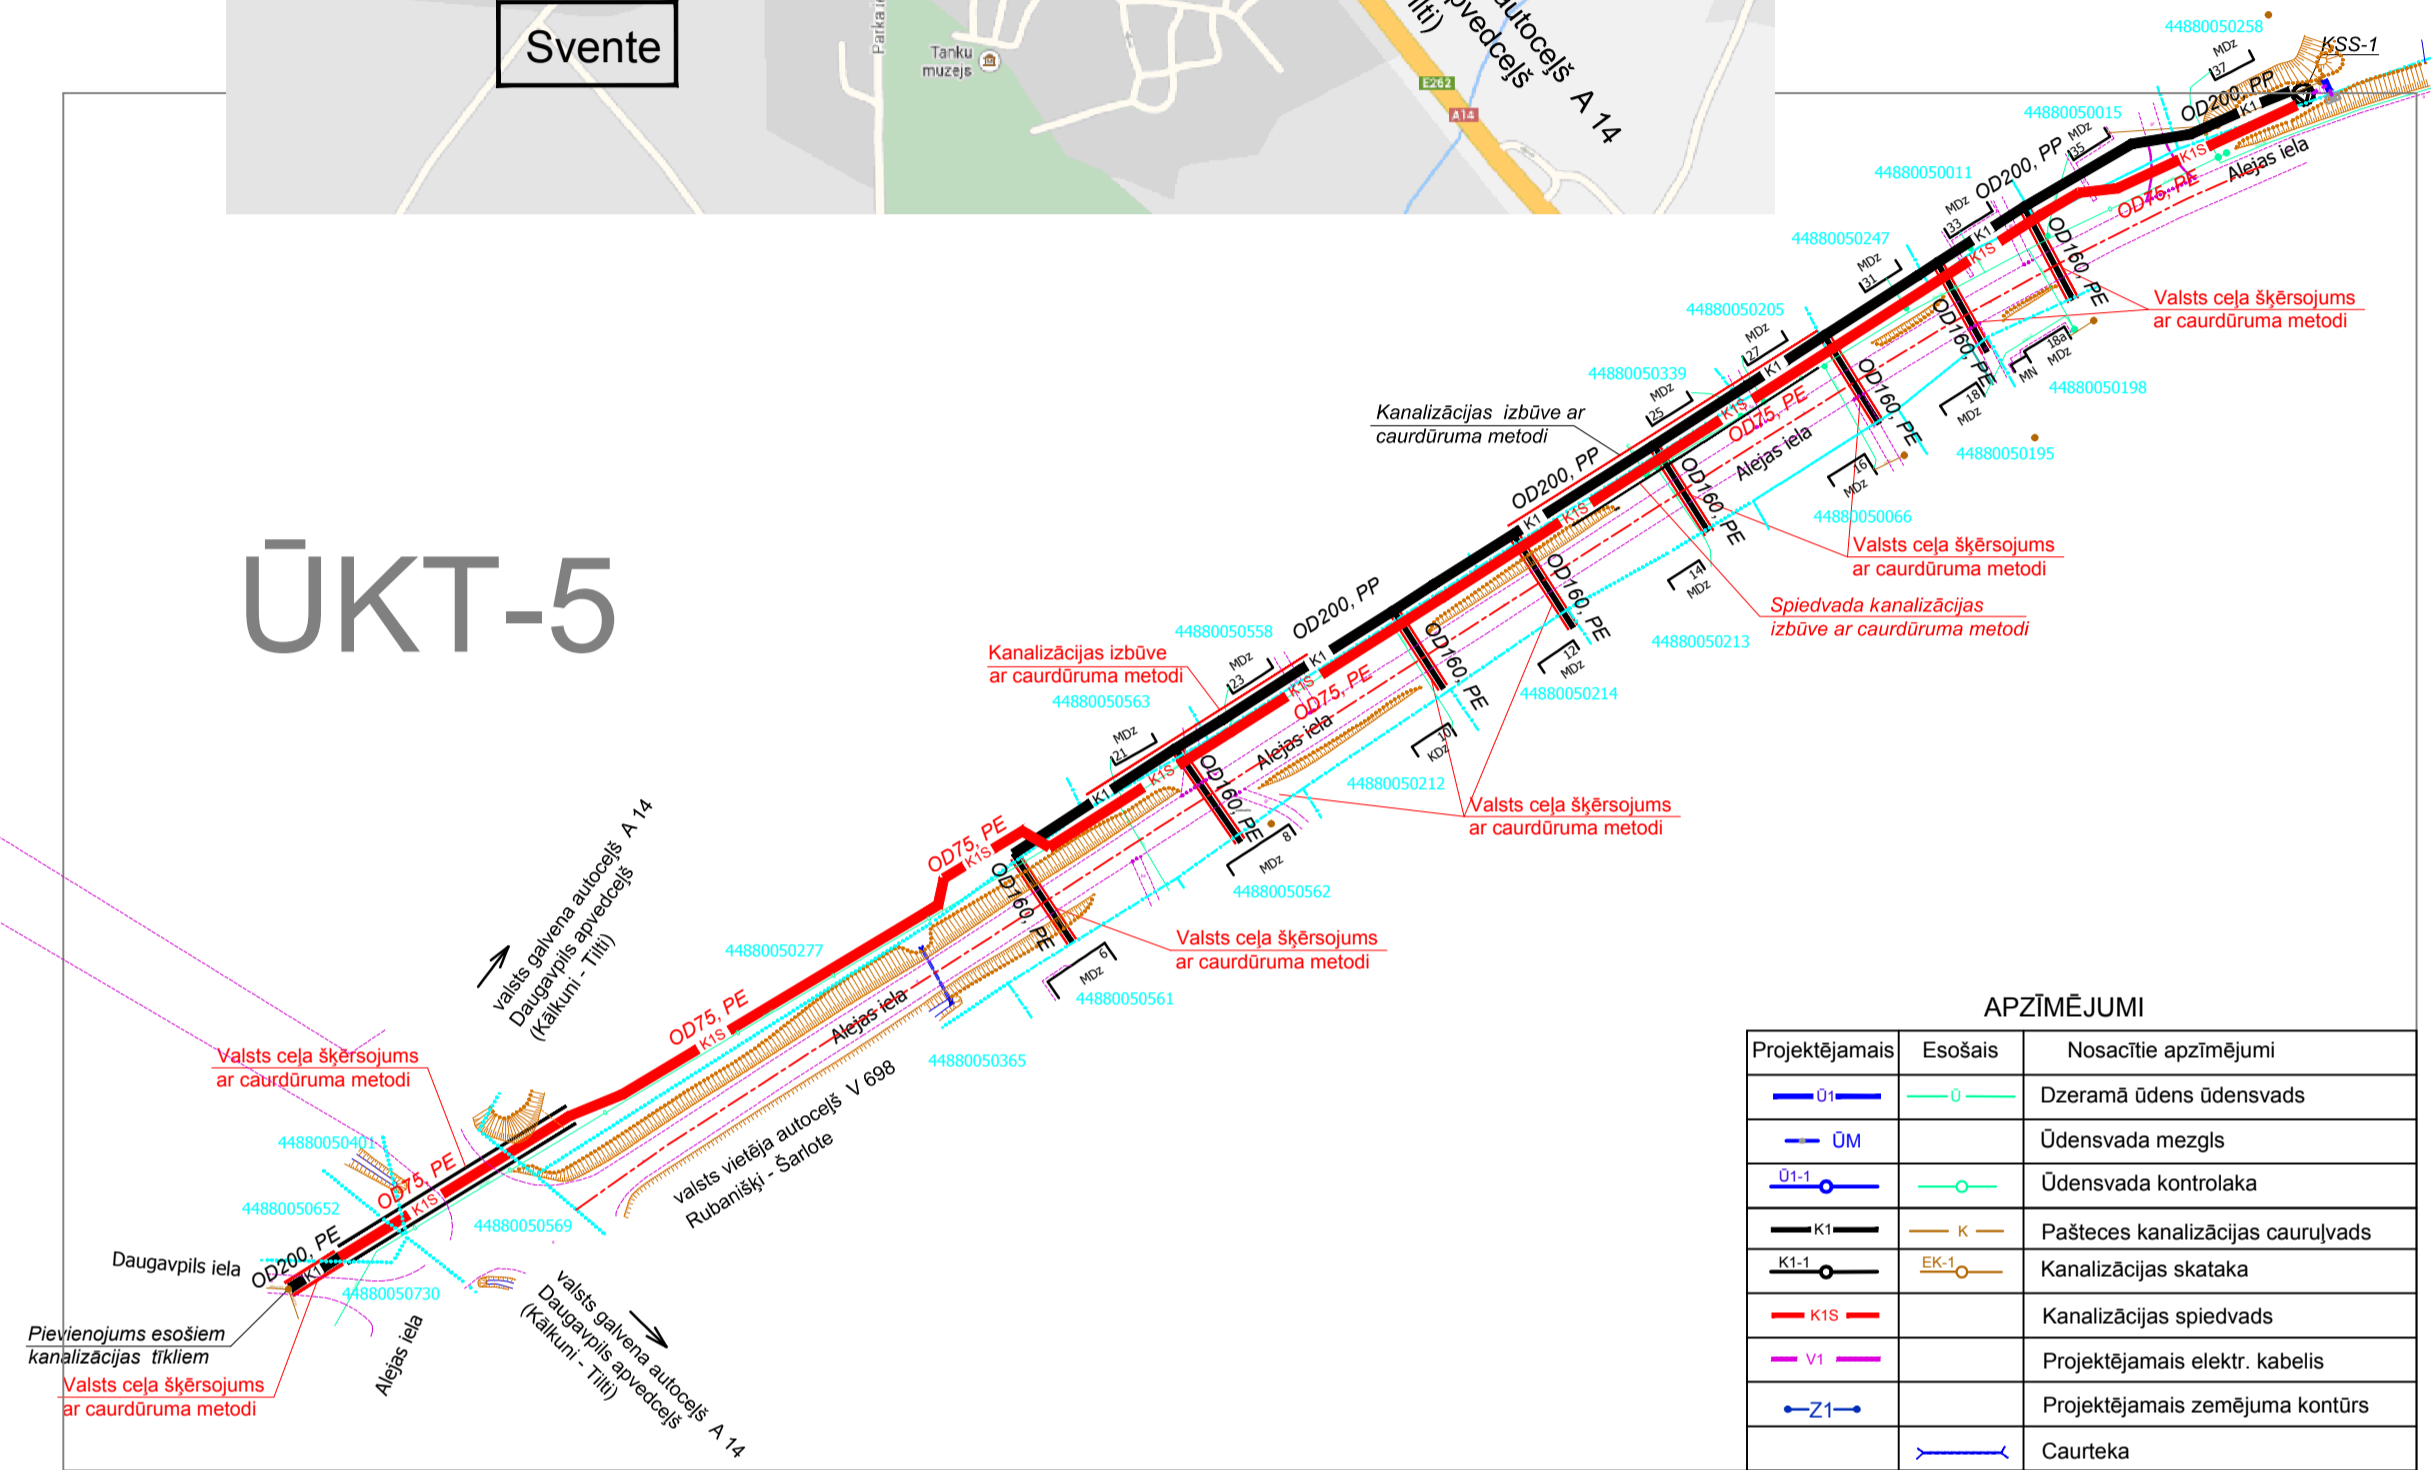 Svente
Parka ie
Tanku
muzejs
E262
A14
autoceļš A 14
pvedceļš
ilti)
ŪKT-5
44880050258
MDz
37
KSS-1
OD200, PP
K1
44880050015
MDz
35
K1S
Alejas iela
OD75, PE
OD200, PP
44880050011
MDz
33
K1
K1S
OD160, PE
Valsts ceļa šķērsojums
ar caurdūruma metodi
44880050247
MDz
31
OD160, PE
18a
MDz
MN
44880050198
18
MDz
44880050205
MDz
27
K1
OD160, PE
44880050195
44880050339
MDz
25
K1S
OD75, PE
Alejas iela
16
MDz
44880050066
Kanalizācijas izbūve ar
caurdūruma metodi
OD200, PP
K1
K1S
OD160, PE
Valsts ceļa šķērsojums
ar caurdūruma metodi
14
MDz
Spiedvada kanalizācijas
izbūve ar caurdūruma metodi
44880050213
OD160, PE
12
MDz
44880050214
OD200, PP
44880050558
MDz
23
K1
K1S
OD75, PE
Alejas iela
OD160, PE
10
KDz
44880050212
Kanalizācijas izbūve
ar caurdūruma metodi
44880050563
MDz
21
K1
K1S
OD160, PE
8
MDz
44880050562
Valsts ceļa šķērsojums
ar caurdūruma metodi
OD75, PE
K1S
OD160, PE
6
MDz
44880050561
Valsts ceļa šķērsojums
ar caurdūruma metodi
valsts galvena autoceļš A 14
Daugavpils apvedceļš
(Kālkuni - Tilti)
44880050277
OD75, PE
K1S
Alejas iela
44880050365
valsts vietēja autoceļš V 698
Rubanišķi - Šarlote
Valsts ceļa šķērsojums
ar caurdūruma metodi
44880050401
OD75, PE
K1S
44880050652
44880050569
Daugavpils iela
OD200, PE
K1
44880050730
Pievienojums esošiem
kanalizācijas tīkliem
Valsts ceļa šķērsojums
ar caurdūruma metodi
Alejas iela
valsts galvena autoceļš A 14
Daugavpils apvedceļš
(Kālkuni - Tilti)
APZĪMĒJUMI
Projektējamais Esošais Nosacītie apzīmējumi
Ū1 Ū Dzeramā ūdens ūdensvads
ŪM Ūdensvada mezgls
Ū1-1 Ūdensvada kontrolaka
K1 K Pašteces kanalizācijas cauruļvads
K1-1 EK-1 Kanalizācijas skataka
K1S Kanalizācijas spiedvads
V1 Projektējamais elektr. kabelis
Z1 Projektējamais zemējuma kontūrs
Caurteka